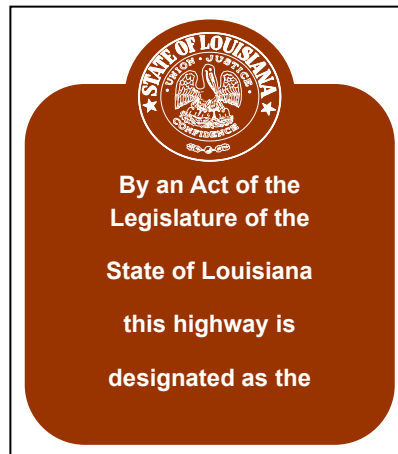 STATE OF LOUISIANA
UNION · JUSTICE
CONFIDENCE
By an Act of the
Legislature of the
State of Louisiana
this highway is
designated as the